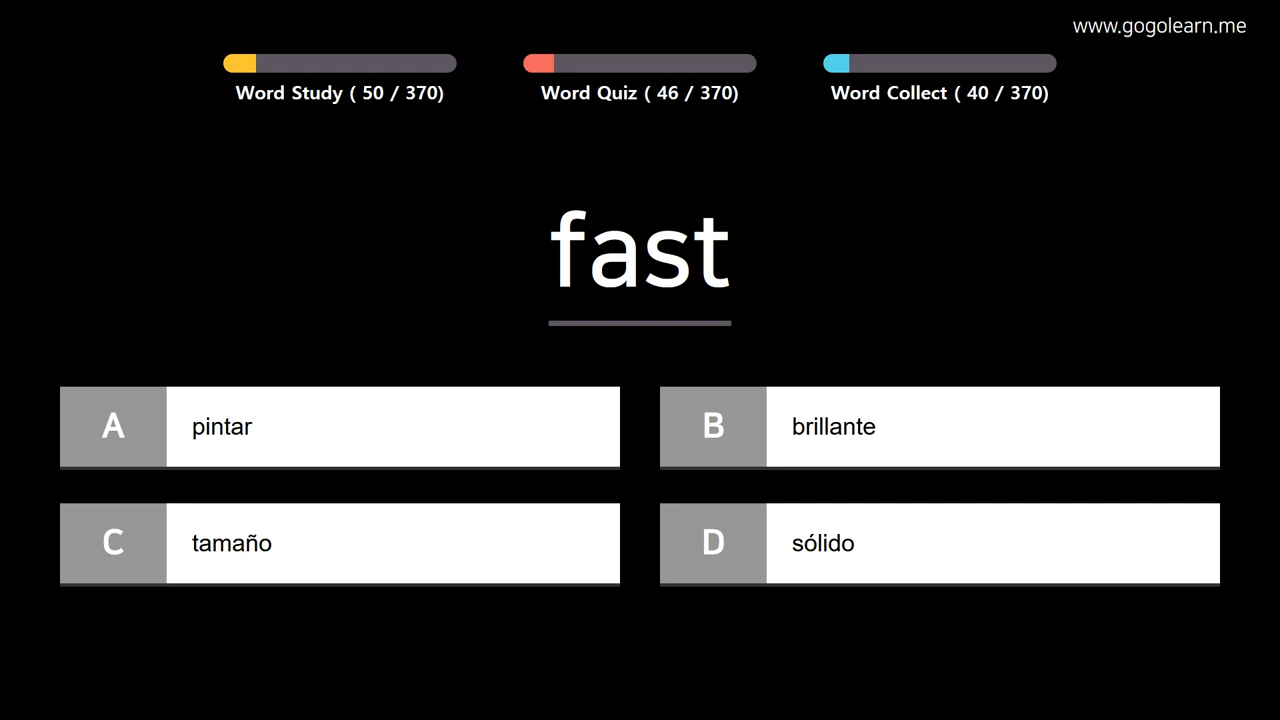 www.gogolearn.me
Word Study ( 50 / 370)
Word Quiz ( 46 / 370)
Word Collect ( 40 / 370)
fast
A
pintar
B
brillante
C
tamaño
D
sólido